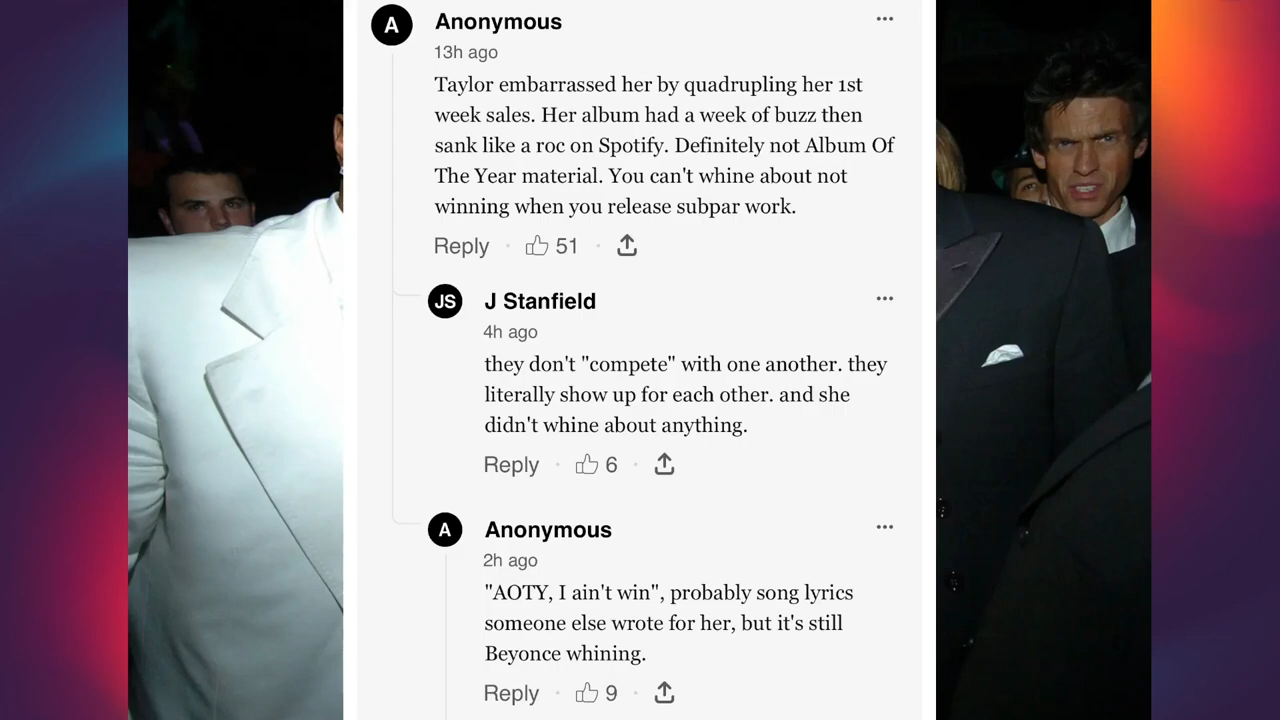 A Anonymous ...
13h ago
Taylor embarrassed her by quadrupling her 1st
week sales. Her album had a week of buzz then
sank like a roc on Spotify. Definitely not Album Of
The Year material. You can't whine about not
winning when you release subpar work.
Reply · 51 ·
JS J Stanfield ...
4h ago
they don't "compete" with one another. they
literally show up for each other. and she
didn't whine about anything.
Reply · 6 ·
A Anonymous ...
2h ago
"AOTY, I ain't win", probably song lyrics
someone else wrote for her, but it's still
Beyonce whining.
Reply · 9 ·